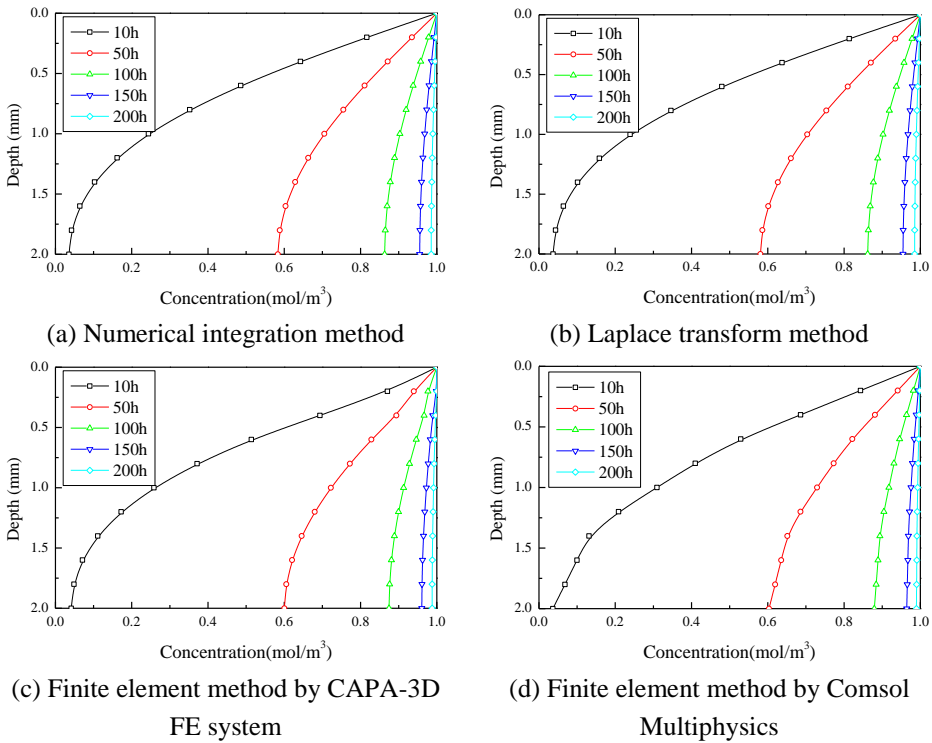 0.0
0.5
1.0
1.5
2.0
Depth (mm)
10h
50h
100h
150h
200h
0.0 0.2 0.4 0.6 0.8 1.0
Concentration(mol/m³)
(a) Numerical integration method
0.0
0.5
1.0
1.5
2.0
Depth (mm)
10h
50h
100h
150h
200h
0.0 0.2 0.4 0.6 0.8 1.0
Concentration(mol/m³)
(b) Laplace transform method
0.0
0.5
1.0
1.5
2.0
Depth (mm)
10h
50h
100h
150h
200h
0.0 0.2 0.4 0.6 0.8 1.0
Concentration(mol/m³)
(c) Finite element method by CAPA-3D
FE system
0.0
0.5
1.0
1.5
2.0
Depth (mm)
10h
50h
100h
150h
200h
0.0 0.2 0.4 0.6 0.8 1.0
Concentration(mol/m³)
(d) Finite element method by Comsol
Multiphysics